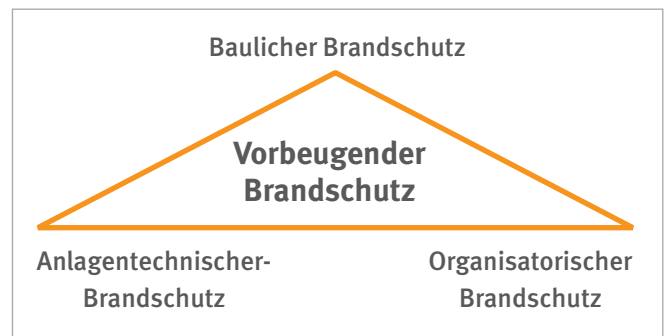 Baulicher Brandschutz
Vorbeugender
Brandschutz
Anlagentechnischer-
Brandschutz
Organisatorischer
Brandschutz